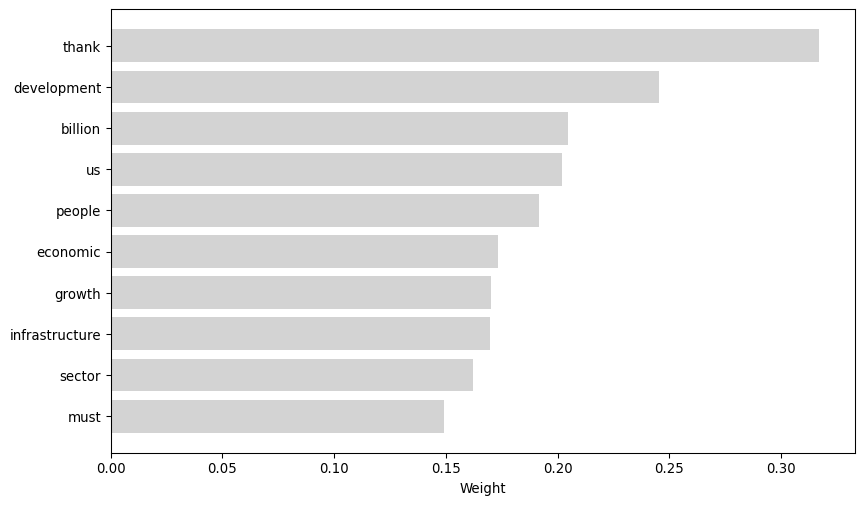 thank
development
billion
us
people
economic
growth
infrastructure
sector
must
0.00 0.05 0.10 0.15 0.20 0.25 0.30
Weight